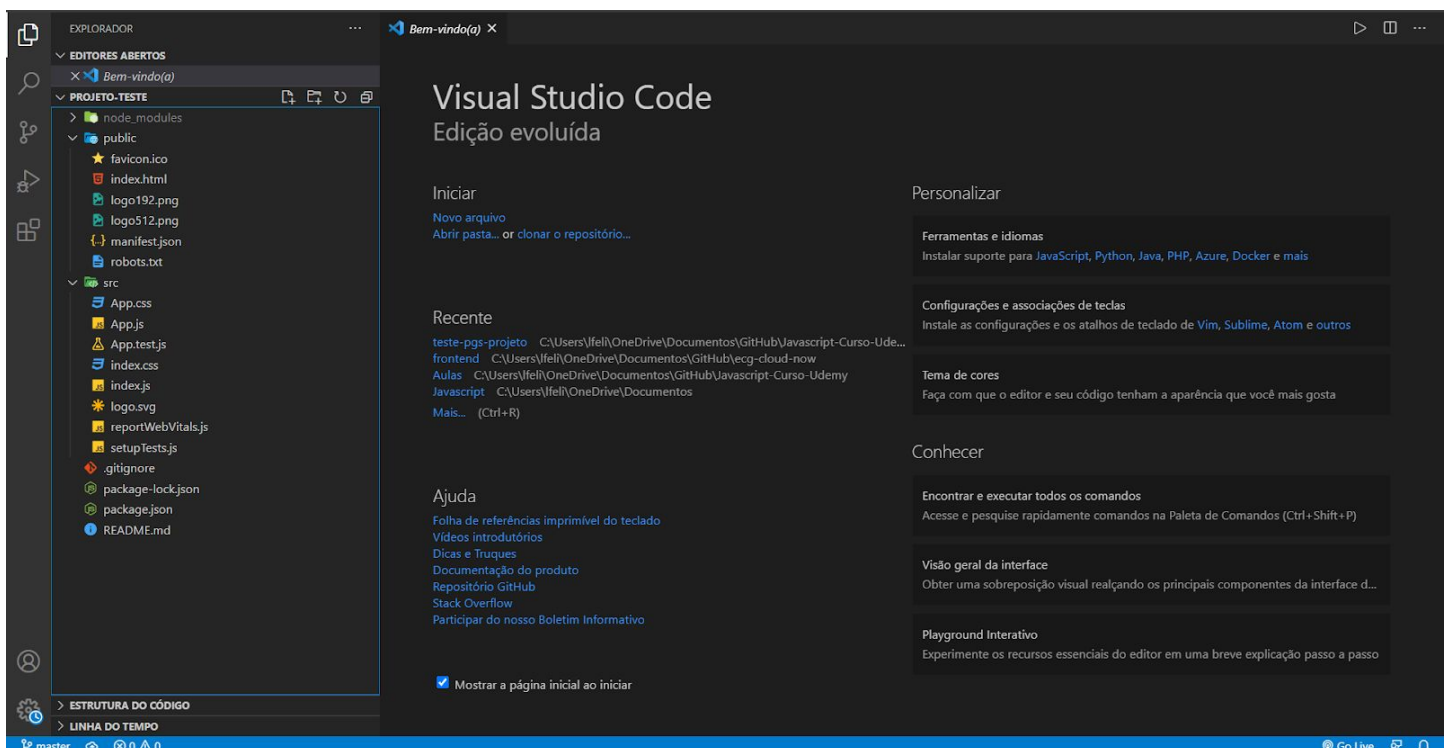 EXPLORADOR
EDITORES ABERTOS
Bem-vindo(a)
PROJETO-TESTE
node_modules
public
favicon.ico
index.html
logo192.png
logo512.png
manifest.json
robots.txt
src
App.css
App.js
App.test.js
index.css
index.js
logo.svg
reportWebVitals.js
setupTests.js
.gitignore
package-lock.json
package.json
README.md
ESTRUTURA DO CÓDIGO
LINHA DO TEMPO
Bem-vindo(a)
Visual Studio Code
Edição evoluída
Iniciar
Novo arquivo
Abrir pasta... or clonar o repositório...
Recente
teste-pgs-projeto C:\Users\lfeli\OneDrive\Documentos\GitHub\Javascript-Curso-Ude...
frontend C:\Users\lfeli\OneDrive\Documentos\GitHub\ecg-cloud-now
Aulas C:\Users\lfeli\OneDrive\Documentos\GitHub\Javascript-Curso-Udemy
Javascript C:\Users\lfeli\OneDrive\Documentos
Mais... (Ctrl+R)
Ajuda
Folha de referências imprimível do teclado
Vídeos introdutórios
Dicas e Truques
Documentação do produto
Repositório GitHub
Stack Overflow
Participar do nosso Boletim Informativo
Mostrar a página inicial ao iniciar
Personalizar
Ferramentas e idiomas
Instalar suporte para JavaScript, Python, Java, PHP, Azure, Docker e mais
Configurações e associações de teclas
Instale as configurações e os atalhos de teclado de Vim, Sublime, Atom e outros
Tema de cores
Faça com que o editor e seu código tenham a aparência que você mais gosta
Conhecer
Encontrar e executar todos os comandos
Acesse e pesquise rapidamente comandos na Paleta de Comandos (Ctrl+Shift+P)
Visão geral da interface
Obter uma sobreposição visual realçando os principais componentes da interface d...
Playground Interativo
Experimente os recursos essenciais do editor em uma breve explicação passo a passo
master 0 0 Go Live